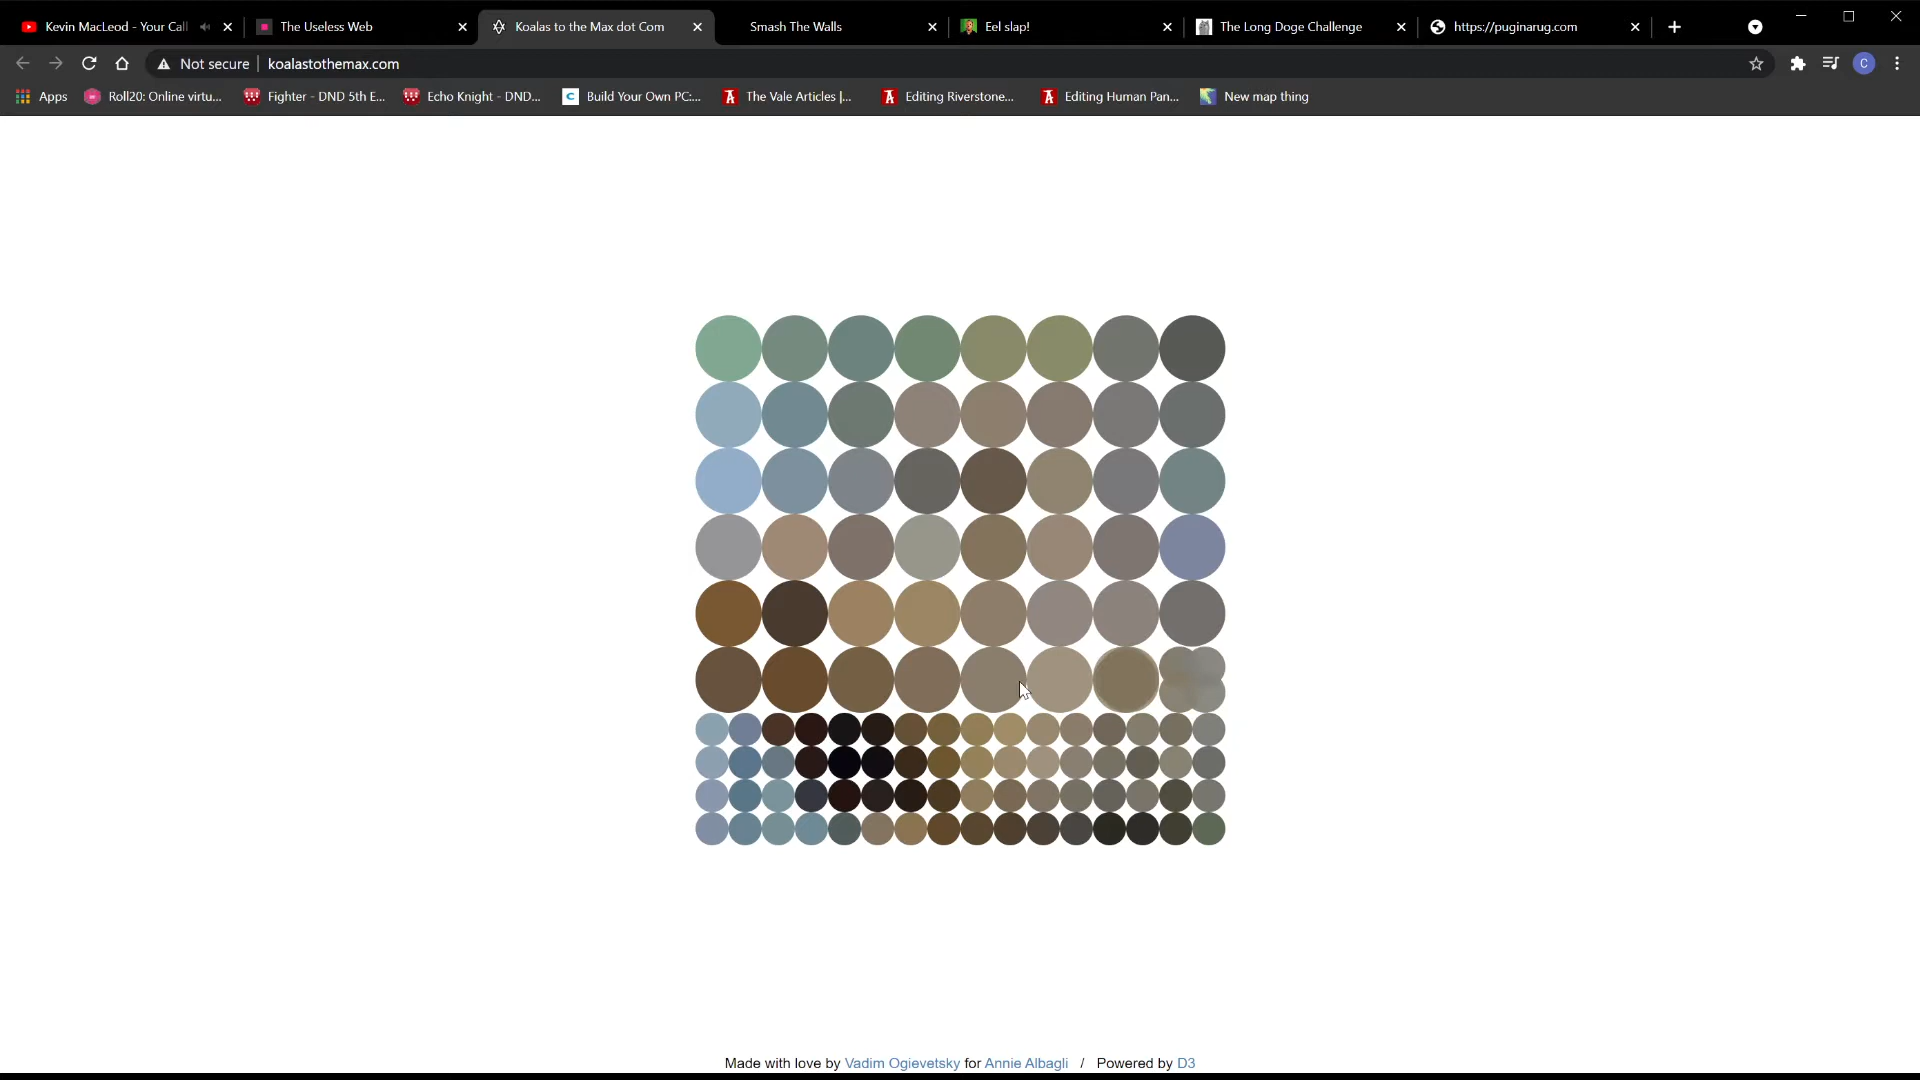 Kevin MacLeod - Your Call
The Useless Web
Koalas to the Max dot Com
Smash The Walls
Eel slap!
The Long Doge Challenge
https://puginarug.com
Not secure
koalastothemax.com
C
Apps
Roll20: Online virtu...
Fighter - DND 5th E...
Echo Knight - DND...
C
Build Your Own PC:...
The Vale Articles |...
Editing Riverstone...
Editing Human Pan...
New map thing
Made with love by Vadim Ogievetsky for Annie Albagli / Powered by D3